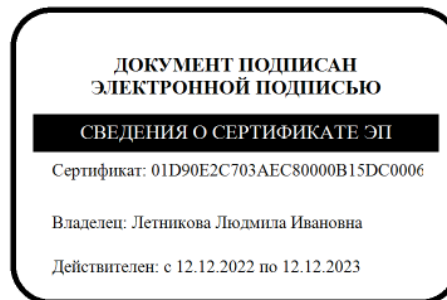 ДОКУМЕНТ ПОДПИСАН
ЭЛЕКТРОННОЙ ПОДПИСЬЮ
СВЕДЕНИЯ О СЕРТИФИКАТЕ ЭП
Сертификат: 01D90E2C703AEC80000B15DC0006
Владелец: Летникова Людмила Ивановна
Действителен: с 12.12.2022 по 12.12.2023